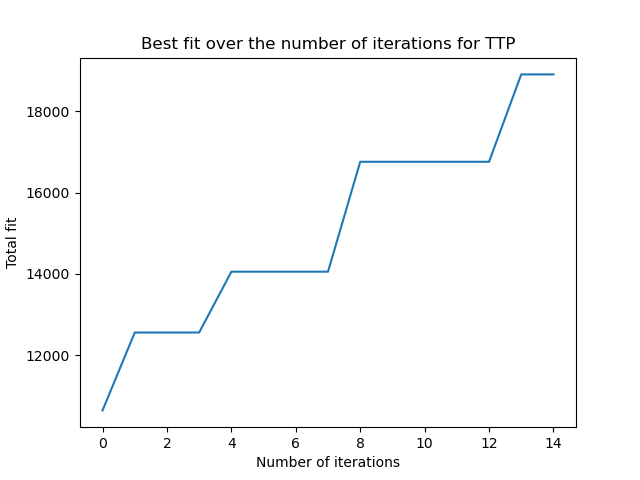 Best fit over the number of iterations for TTP
18000
16000
14000
12000
Total fit
0 2 4 6 8 10 12 14
Number of iterations